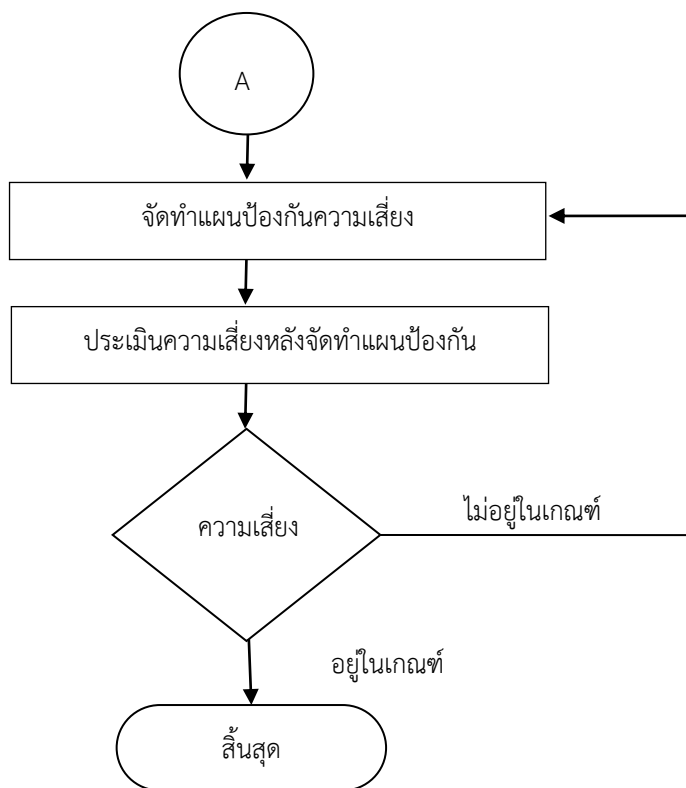 A
จัดทำแผนป้องกันความเสี่ยง
ประเมินความเสี่ยงหลังจัดทำแผนป้องกัน
ความเสี่ยง
ไม่อยู่ในเกณฑ์
อยู่ในเกณฑ์
สิ้นสุด